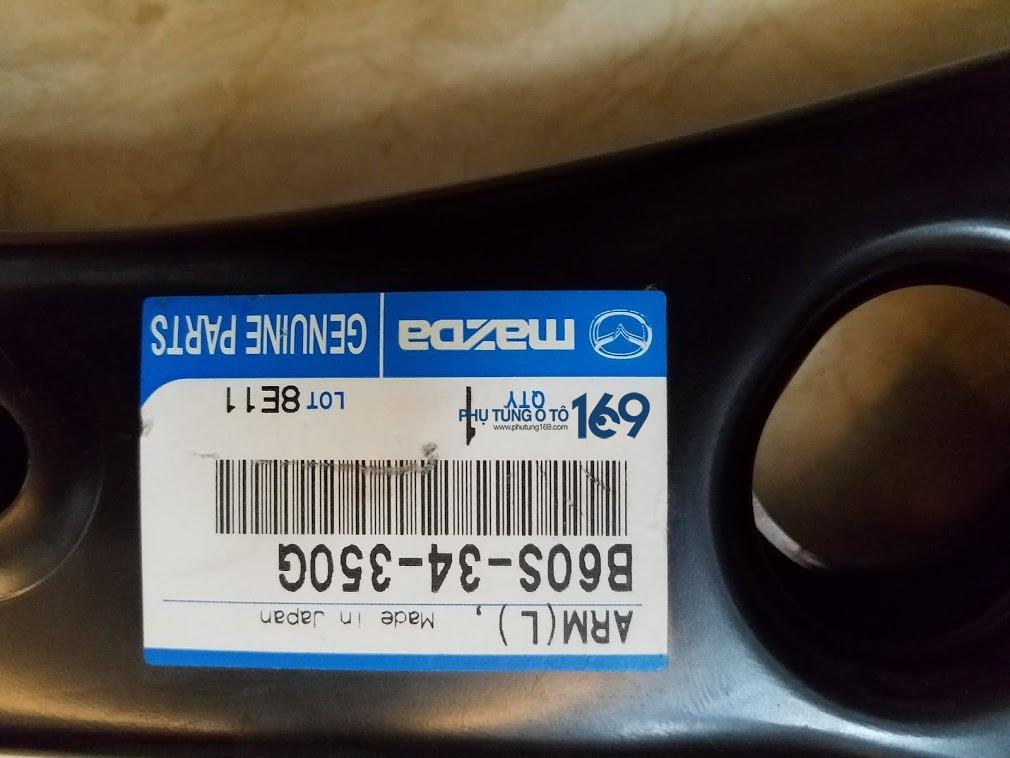 mazda GENUINE PARTS
QTY 1 LOT 8E11
B60S-34-350G
ARM(L), Made in Japan
PHỤ TÙNG Ô TÔ 169
www.phutung169.com